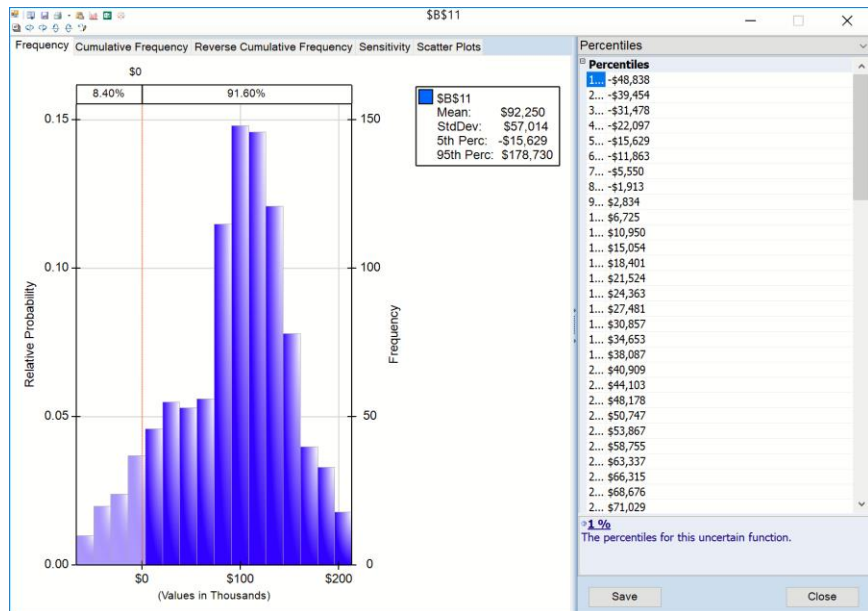 $B$11
Frequency Cumulative Frequency Reverse Cumulative Frequency Sensitivity Scatter Plots
$0
8.40% 91.60%
0.15 150
0.10 100
0.05 50
0.00 0
Relative Probability
Frequency
$0 $100 $200
(Values in Thousands)
$B$11
Mean: $92,250
StdDev: $57,014
5th Perc: -$15,629
95th Perc: $178,730
Percentiles
Percentiles
1... -$48,838
2... -$39,454
3... -$31,478
4... -$22,097
5... -$15,629
6... -$11,863
7... -$5,550
8... -$1,913
9... $2,834
1... $6,725
1... $10,950
1... $15,054
1... $18,401
1... $21,524
1... $24,363
1... $27,481
1... $30,857
1... $34,653
1... $38,087
2... $40,909
2... $44,103
2... $48,178
2... $50,747
2... $53,867
2... $58,755
2... $63,337
2... $66,315
2... $68,676
2... $71,029
1 %
The percentiles for this uncertain function.
Save Close